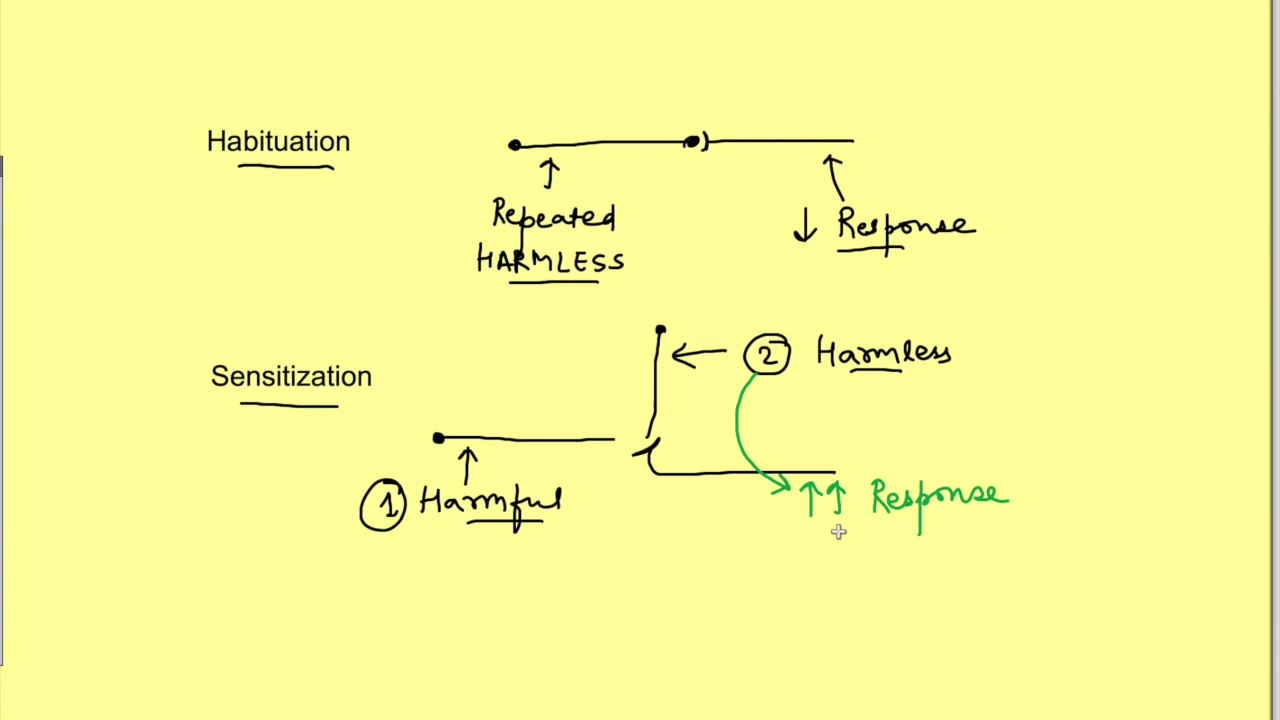 Habituation
Repeated
HARMLESS
↓ Response
② Harmless
Sensitization
① Harmful
↑↑ Response